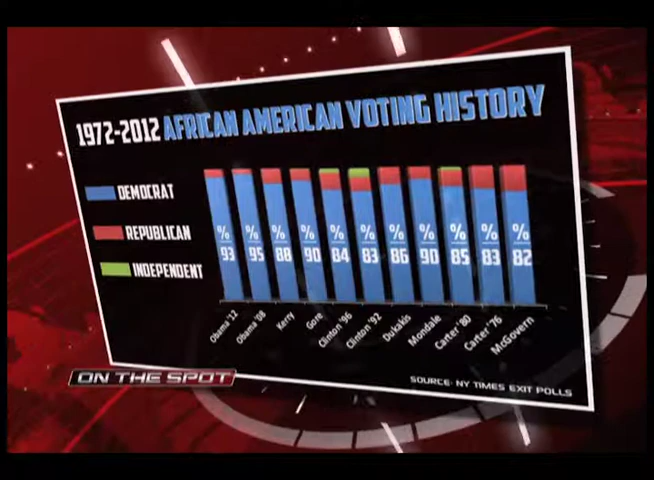 1972-2012 AFRICAN AMERICAN VOTING HISTORY
DEMOCRAT
REPUBLICAN
INDEPENDENT
% % % % % % % % % % %
93 95 88 90 84 83 86 90 85 83 82
Obama '12 Obama '08 Kerry Gore Clinton '96 Clinton '92 Dukakis Mondale Carter '80 Carter '76 McGovern
ON THE SPOT
SOURCE: NY TIMES EXIT POLLS